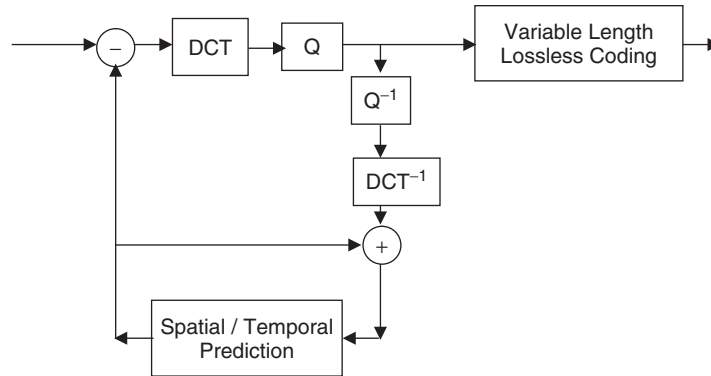 −
DCT
Q
Variable Length
Lossless Coding
Q−1
DCT−1
+
Spatial / Temporal
Prediction